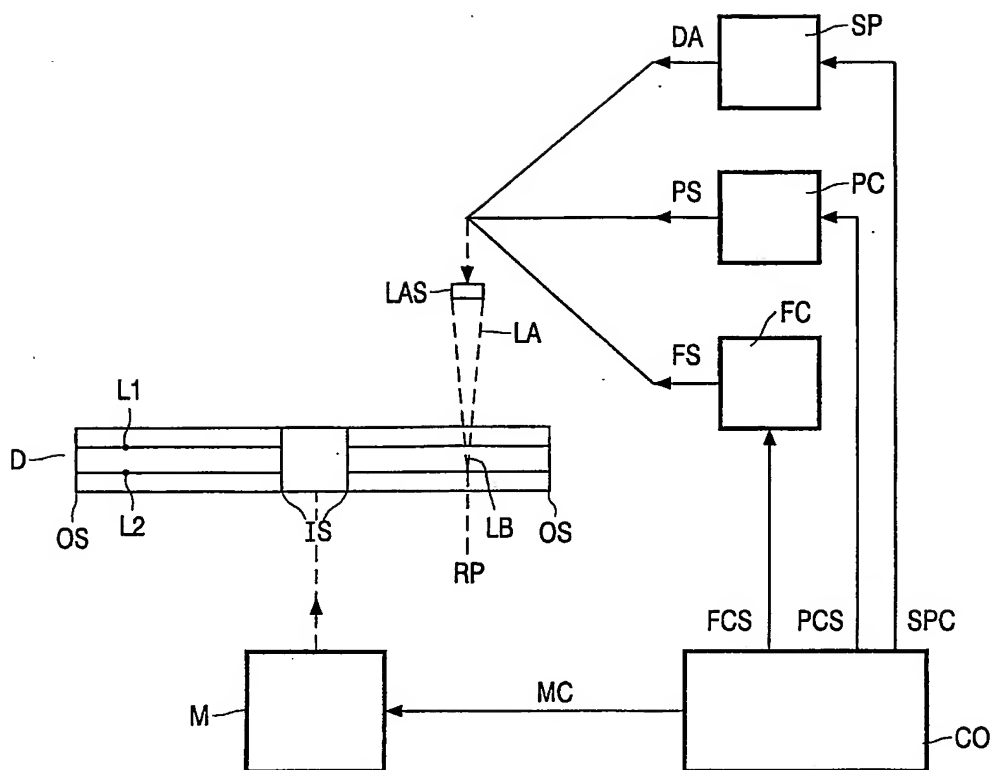 DA SP
PS PC
LAS LA FC
FS
L1
D
OS L2 IS LB OS
RP
FCS PCS SPC
M MC CO